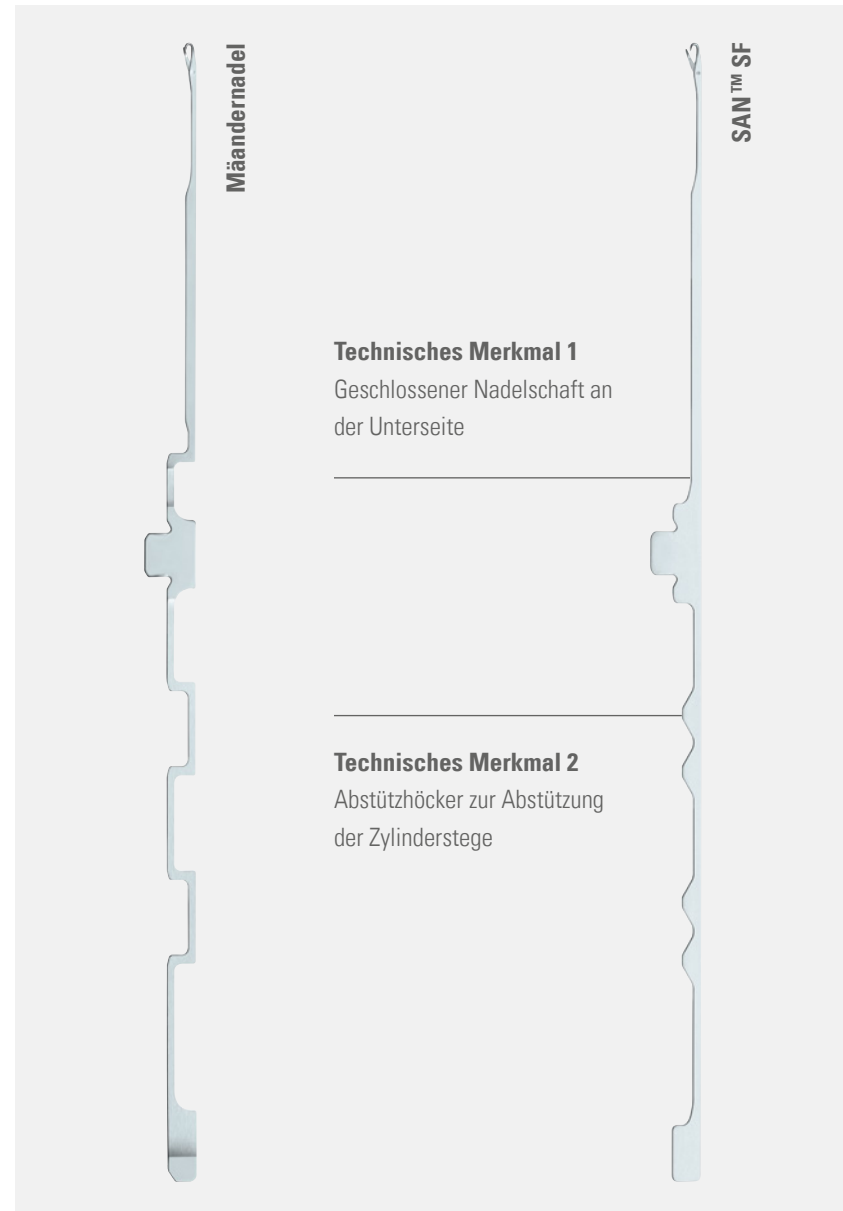 Mäandernadel
SAN™ SF
Technisches Merkmal 1
Geschlossener Nadelschaft an
der Unterseite
Technisches Merkmal 2
Abstützhöcker zur Abstützung
der Zylinderstege